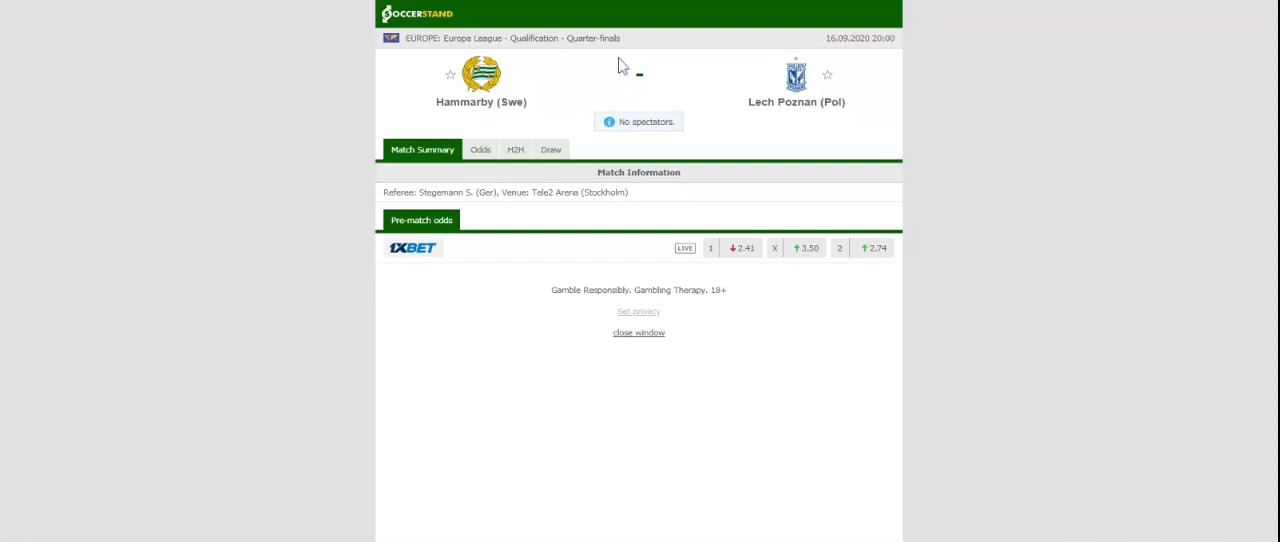 SOCCERSTAND
EUROPE: Europa League - Qualification - Quarter-finals 16.09.2020 20:00
Hammarby (Swe) - Lech Poznan (Pol)
No spectators.
Match Summary Odds H2H Draw
Match Information
Referee: Stegemann S. (Ger), Venue: Tele2 Arena (Stockholm)
Pre-match odds
1XBET LIVE 1 2.41 X 3.50 2 2.74
Gamble Responsibly. Gambling Therapy. 18+
Set privacy
close window